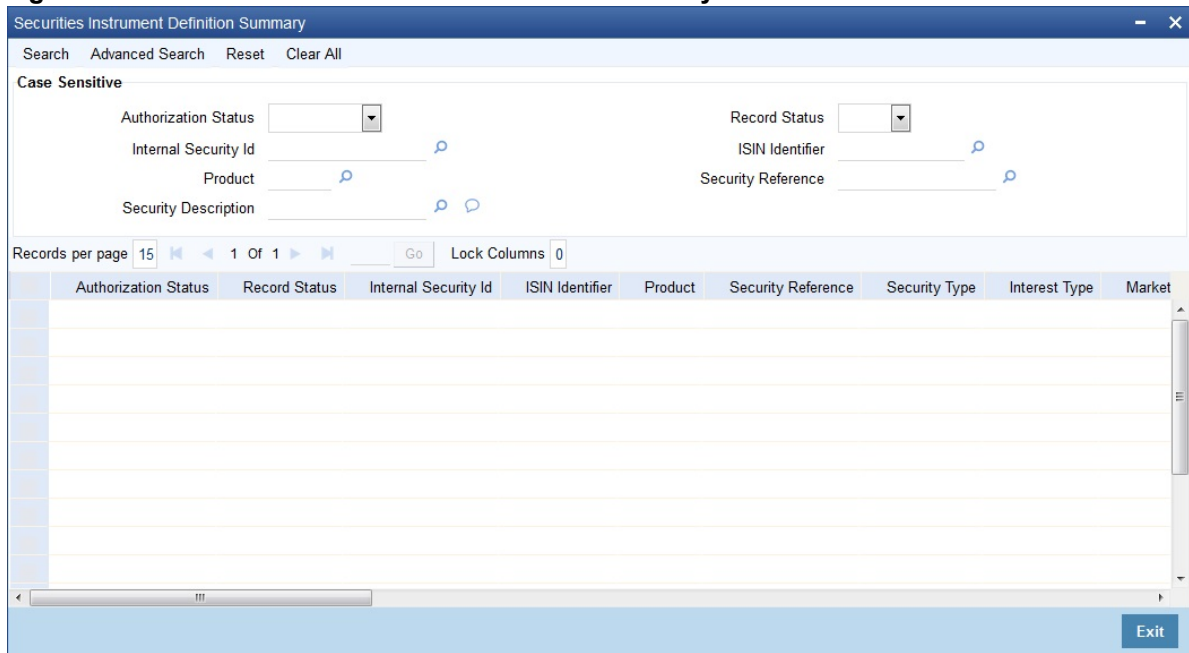 Securities Instrument Definition Summary
Search Advanced Search Reset Clear All
Case Sensitive
Authorization Status Record Status
Internal Security Id ISIN Identifier
Product Security Reference
Security Description
Records per page 15 1 Of 1 Go Lock Columns 0
Authorization Status Record Status Internal Security Id ISIN Identifier Product Security Reference Security Type Interest Type Market
Exit